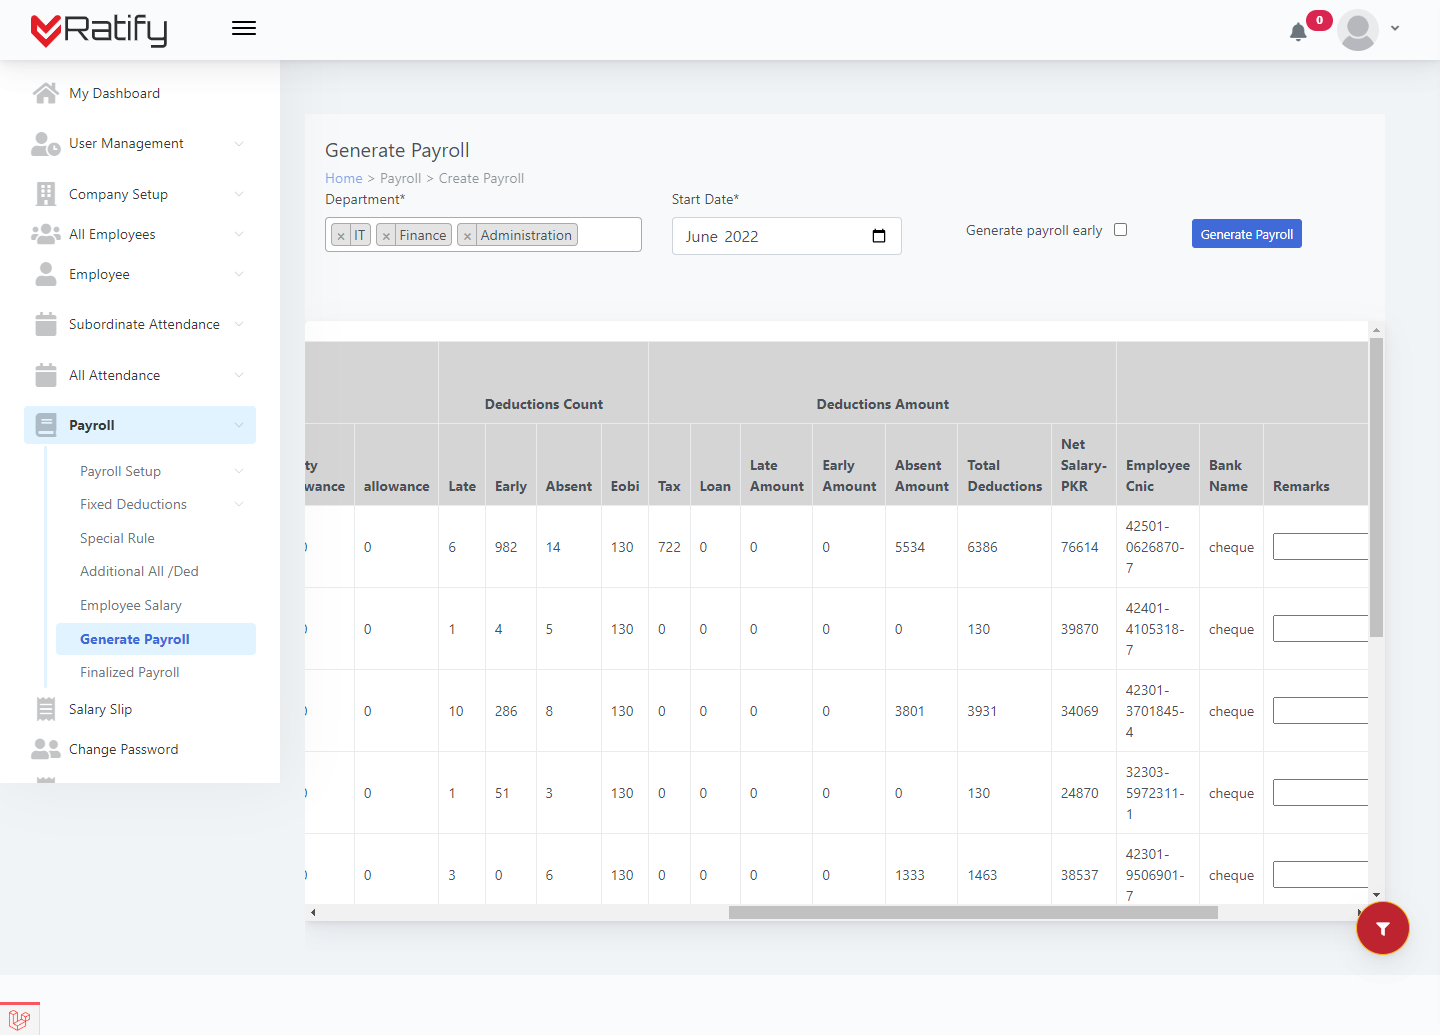 Ratify
0
My Dashboard
User Management
Company Setup
All Employees
Employee
Subordinate Attendance
All Attendance
Payroll
Payroll Setup
Fixed Deductions
Special Rule
Additional All /Ded
Employee Salary
Generate Payroll
Finalized Payroll
Salary Slip
Change Password
Generate Payroll
Home > Payroll > Create Payroll
Department*
Start Date*
× IT × Finance × Administration
June 2022
Generate payroll early
Generate Payroll
Deductions Count
Deductions Amount
ty
wance
allowance
Late
Early
Absent
Eobi
Tax
Loan
Late
Amount
Early
Amount
Absent
Amount
Total
Deductions
Net
Salary-
PKR
Employee
Cnic
Bank
Name
Remarks
0 6 982 14 130 722 0 0 0 5534 6386 76614 42501-
0626870-
7
cheque
0 1 4 5 130 0 0 0 0 0 130 39870 42401-
4105318-
7
cheque
0 10 286 8 130 0 0 0 0 3801 3931 34069 42301-
3701845-
4
cheque
0 1 51 3 130 0 0 0 0 0 130 24870 32303-
5972311-
1
cheque
0 3 0 6 130 0 0 0 0 1333 1463 38537 42301-
9506901-
7
cheque